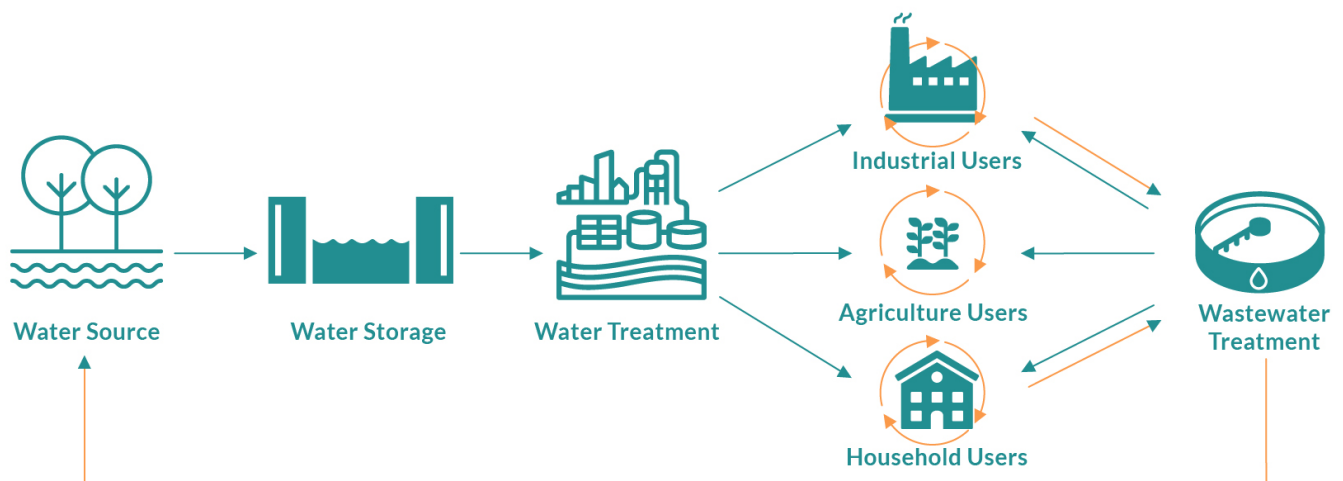 Water Source
Water Storage
Water Treatment
Industrial Users
Agriculture Users
Household Users
Wastewater
Treatment